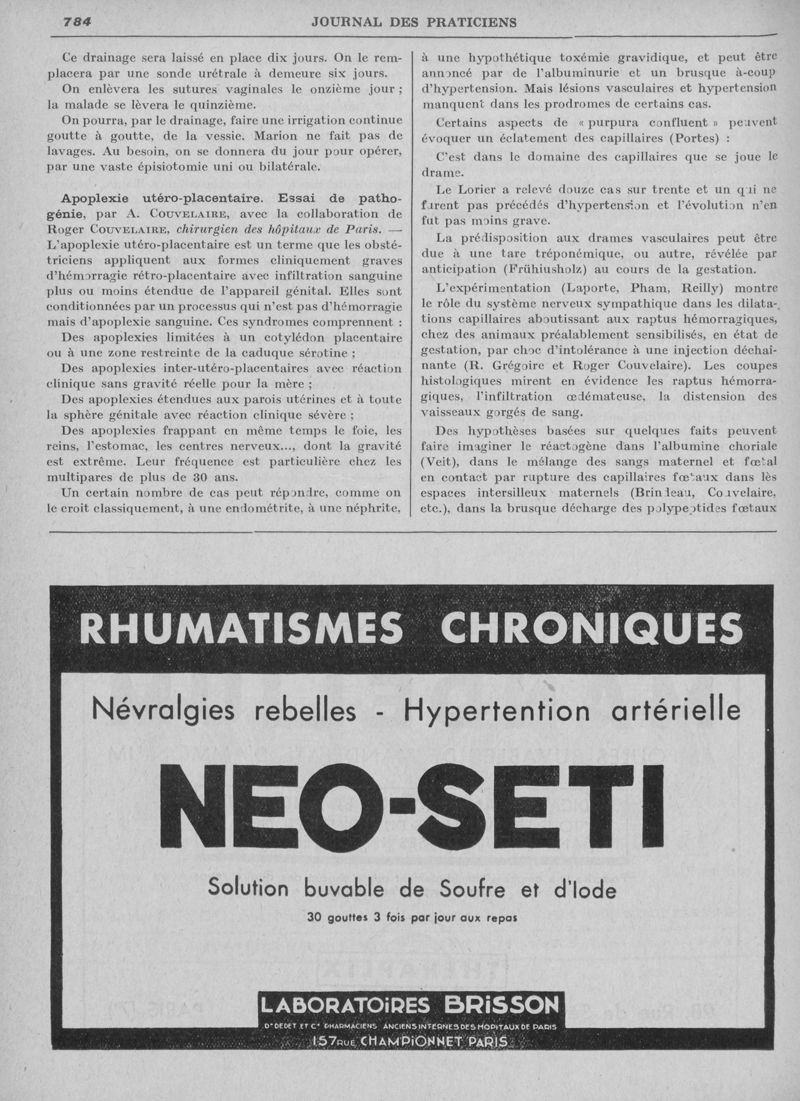 784
JOURNAL DES PRATICIENS
Ce drainage sera laissé en place dix jours. On le rem-
placera par une sonde urétrale à demeure six jours.
On enlèvera les sutures vaginales le onzième jour ;
la malade se lèvera le quinzième.
On pourra, par le drainage, faire une irrigation continue
goutte à goutte, de la vessie. Marion ne fait pas de
lavages. Au besoin, on se donnera du jour pour opérer,
par une vaste épisiotomie uni ou bilatérale.
Apoplexie utéro-placentaire. Essai de patho-
génie, par A. COUVELAIRE, avec la collaboration de
Roger COUVELAIRE, chirurgien des hôpitaux de Paris. —
L'apoplexie utéro-placentaire est un terme que les obsté-
triciens appliquent aux formes cliniquement graves
d'hémorragie rétro-placentaire avec infiltration sanguine
plus ou moins étendue de l'appareil génital. Elles sont
conditionnées par un processus qui n'est pas d'hémorragie
mais d'apoplexie sanguine. Ces syndromes comprennent :
Des apoplexies limitées à un cotylédon placentaire
ou à une zone restreinte de la caduque sérotine ;
Des apoplexies inter-utéro-placentaires avec réaction
clinique sans gravité réelle pour la mère ;
Des apoplexies étendues aux parois utérines et à toute
la sphère génitale avec réaction clinique sévère ;
Des apoplexies frappant en même temps le foie, les
reins, l'estomac, les centres nerveux..., dont la gravité
est extrême. Leur fréquence est particulière chez les
multipares de plus de 30 ans.
Un certain nombre de cas peut répondre, comme on
le croit classiquement, à une endométrite, à une néphrite,
à une hypothétique toxémie gravidique, et peut être
annoncé par de l'albuminurie et un brusque à-coup
d'hypertension. Mais lésions vasculaires et hypertension
manquent dans les prodromes de certains cas.
Certains aspects de « purpura confluent » peuvent
évoquer un éclatement des capillaires (Portes) :
C'est dans le domaine des capillaires que se joue le
drame.
Le Lorier a relevé douze cas sur trente et un qui ne
furent pas précédés d'hypertension et l'évolution n'en
fut pas moins grave.
La prédisposition aux drames vasculaires peut être
due à une tare tréponémique, ou autre, révélée par
anticipation (Frühiusholz) au cours de la gestation.
L'expérimentation (Laporte, Pham, Reilly) montre
le rôle du système nerveux sympathique dans les dilata-
tions capillaires aboutissant aux raptus hémorragiques,
chez des animaux préalablement sensibilisés, en état de
gestation, par choc d'intolérance à une injection déchaî-
nante (R. Grégoire et Roger Couvelaire). Les coupes
histologiques mirent en évidence les raptus hémorra-
giques, l'infiltration œdémateuse, la distension des
vaisseaux gorgés de sang.
Des hypothèses basées sur quelques faits peuvent
faire imaginer le réactogène dans l'albumine choriale
(Veit), dans le mélange des sangs maternel et fœtal
en contact par rupture des capillaires fœtaux dans lès
espaces intersilleux maternels (Brindeau, Couvelaire,
etc.), dans la brusque décharge des polypeptides fœtaux
RHUMATISMES CHRONIQUES
Névralgies rebelles - Hypertention artérielle
NEO-SETI
Solution buvable de Soufre et d'Iode
30 gouttes 3 fois par jour aux repas
LABORATOIRES BRISSON
Dʳ DEDET ET Cⁱᵉ PHARMACIENS ANCIENS INTERNES DES HOPITAUX DE PARIS
157 RUE CHAMPIONNET PARIS